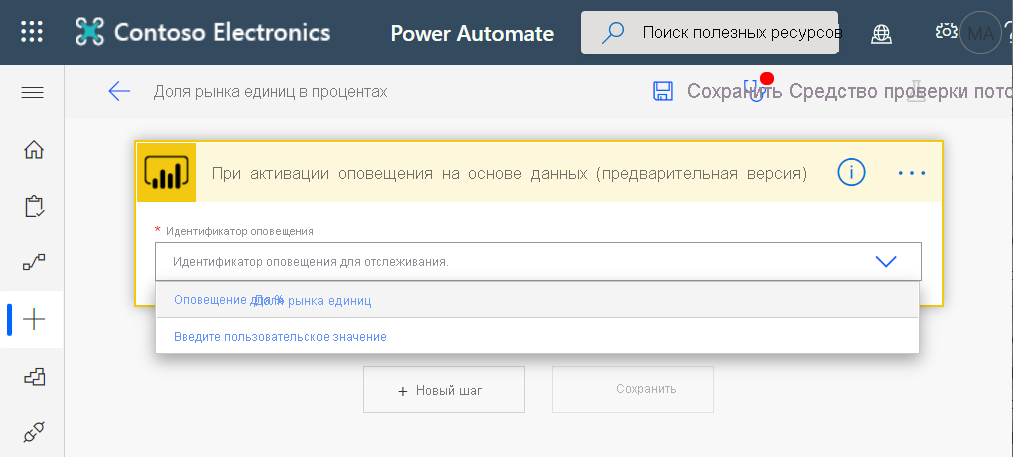 Contoso Electronics Power Automate Поиск полезных ресурсов MA ?
Доля рынка единиц в процентах Сохранить Средство проверки пото
При активации оповещения на основе данных (предварительная версия)
* Идентификатор оповещения
Идентификатор оповещения для отслеживания.
Оповещение для % Доля рынка единиц
Введите пользовательское значение
+ Новый шаг Сохранить